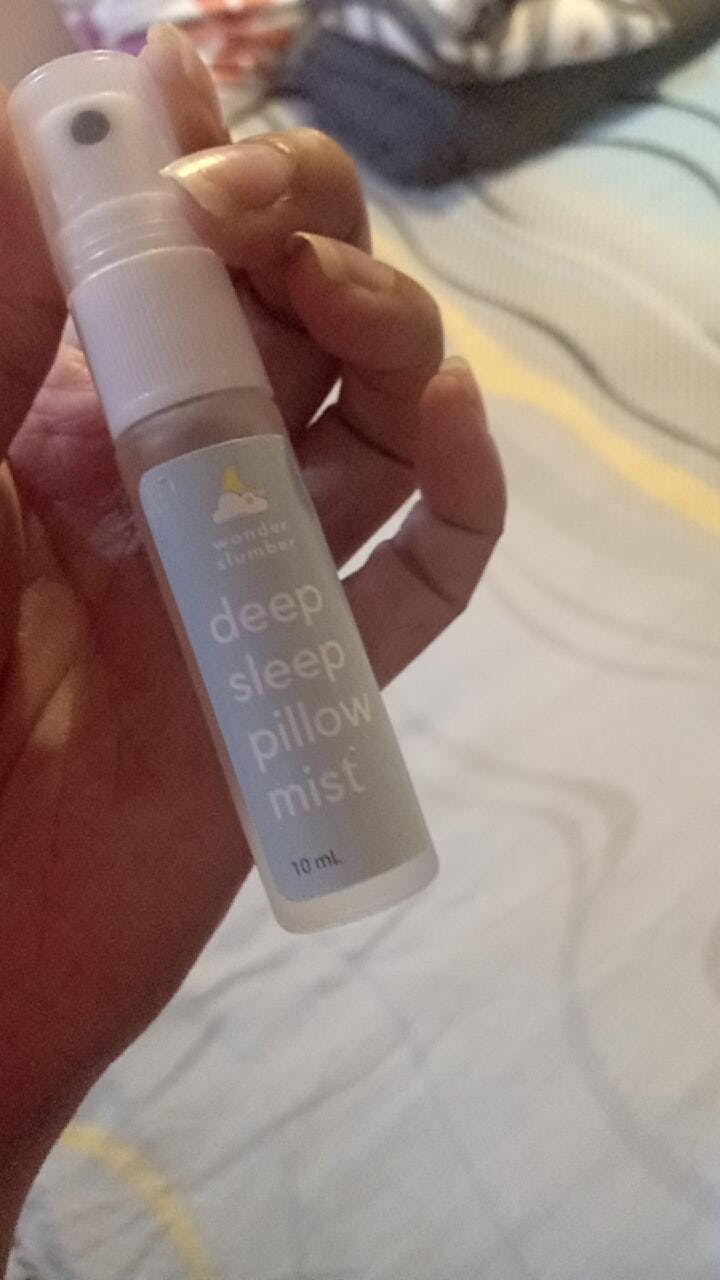 wonder
slumber
deep
sleep
pillow
mist
10 mL